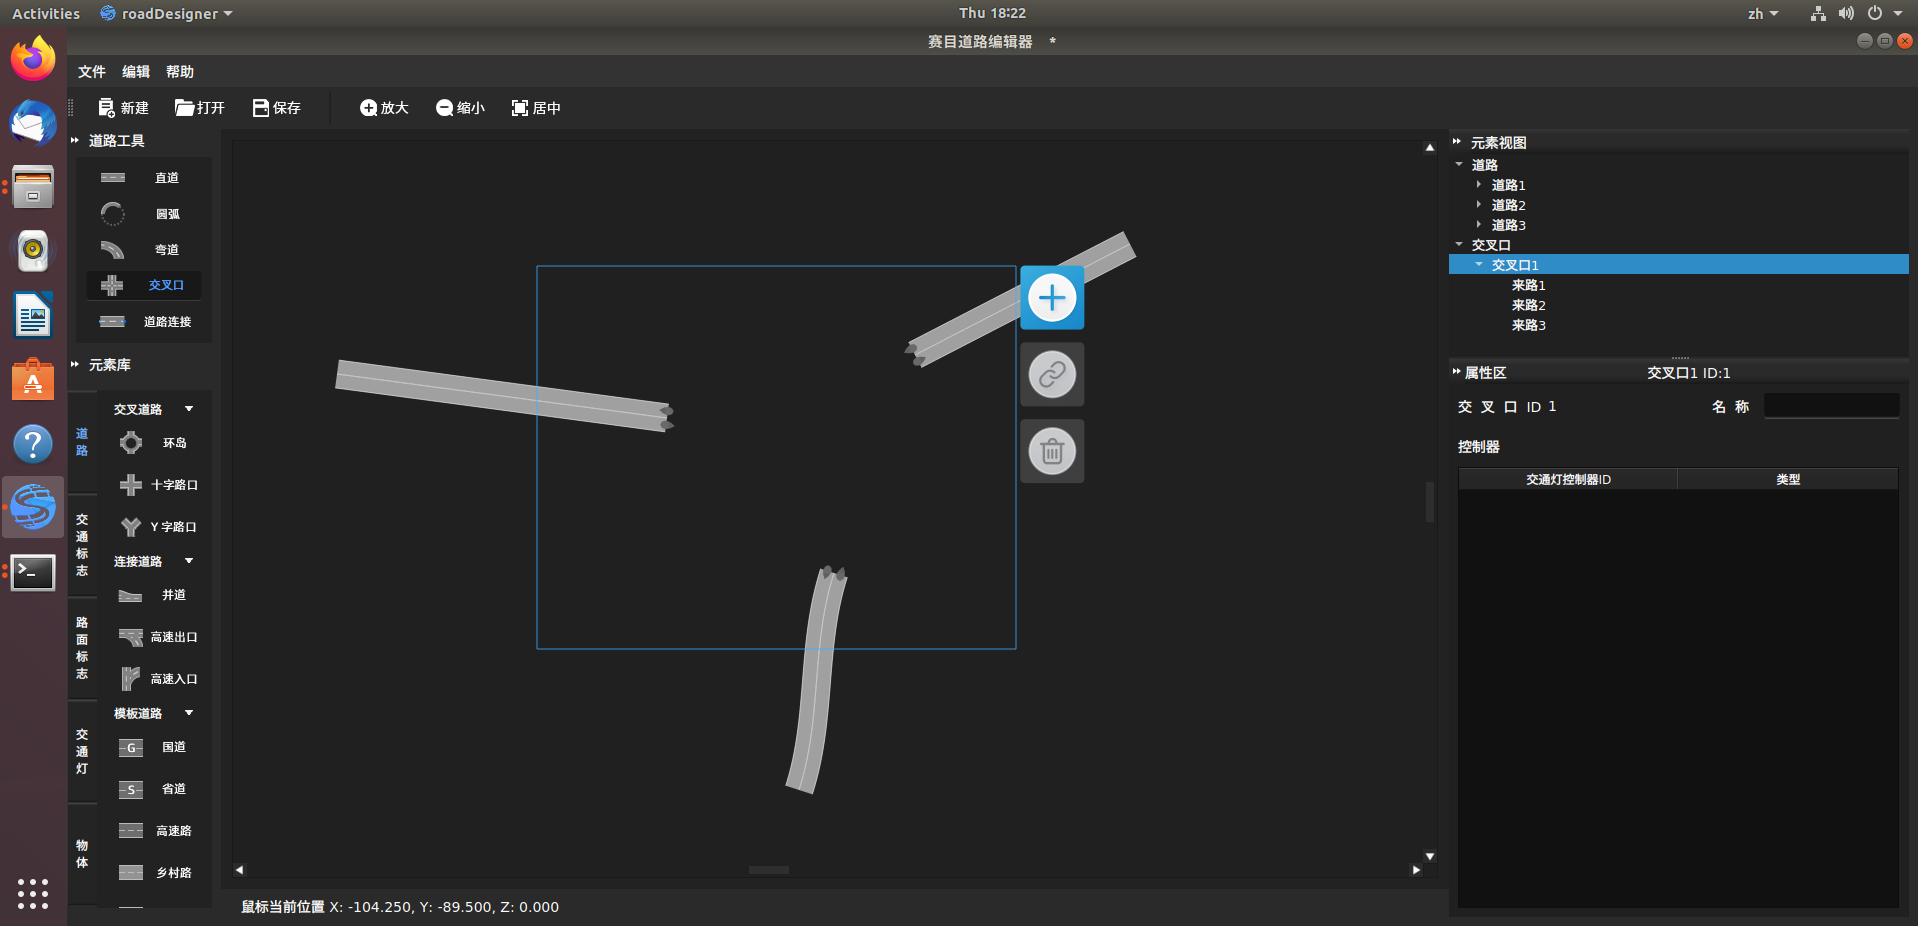 Activities
roadDesigner
Thu 18:22
zh
赛目道路编辑器 *
文件 编辑 帮助
新建 打开 保存 放大 缩小 居中
道路工具
直道
圆弧
弯道
交叉口
道路连接
元素库
道路
交通标志
路面标志
交通灯
物体
交叉道路
环岛
十字路口
Y 字路口
连接道路
并道
高速出口
高速入口
模板道路
G 国道
S 省道
高速路
乡村路
鼠标当前位置 X: -104.250, Y: -89.500, Z: 0.000
元素视图
道路
道路1
道路2
道路3
交叉口
交叉口1
来路1
来路2
来路3
属性区 交叉口1 ID:1
交 叉 口 ID 1 名 称
控制器
交通灯控制器ID 类型